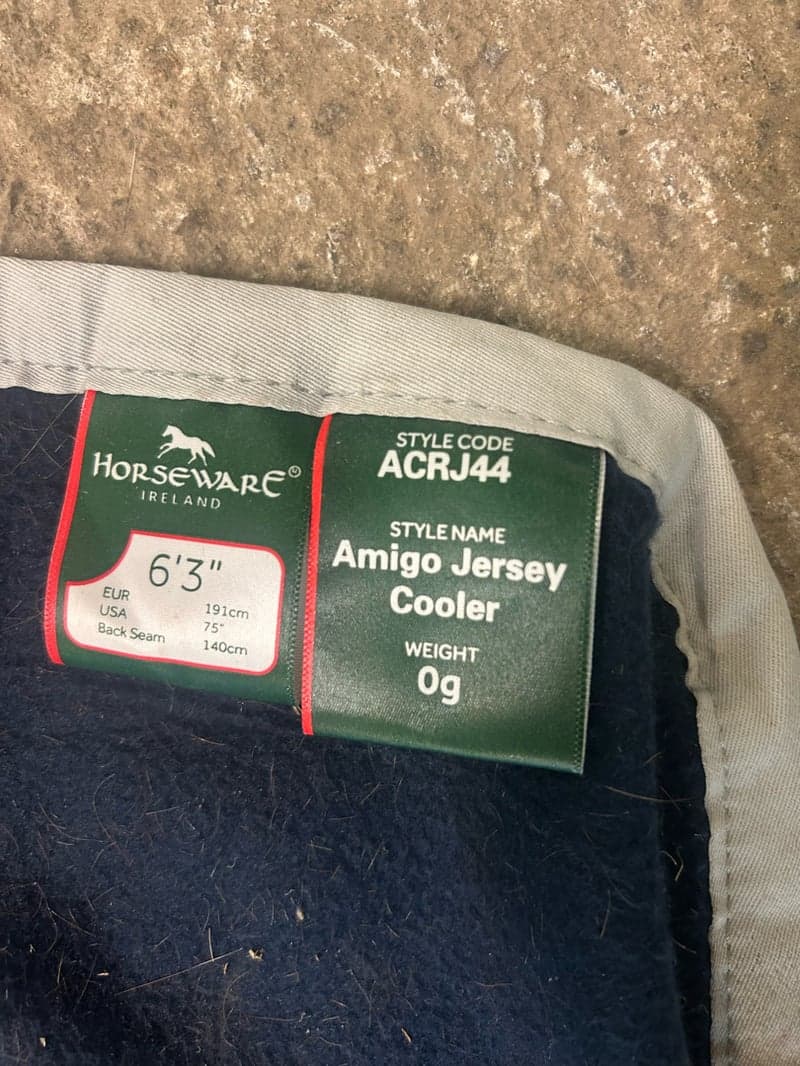 HORSEWARE®
IRELAND
6'3"
EUR 191cm
USA 75"
Back Seam 140cm
STYLE CODE
ACRJ44
STYLE NAME
Amigo Jersey
Cooler
WEIGHT
0g